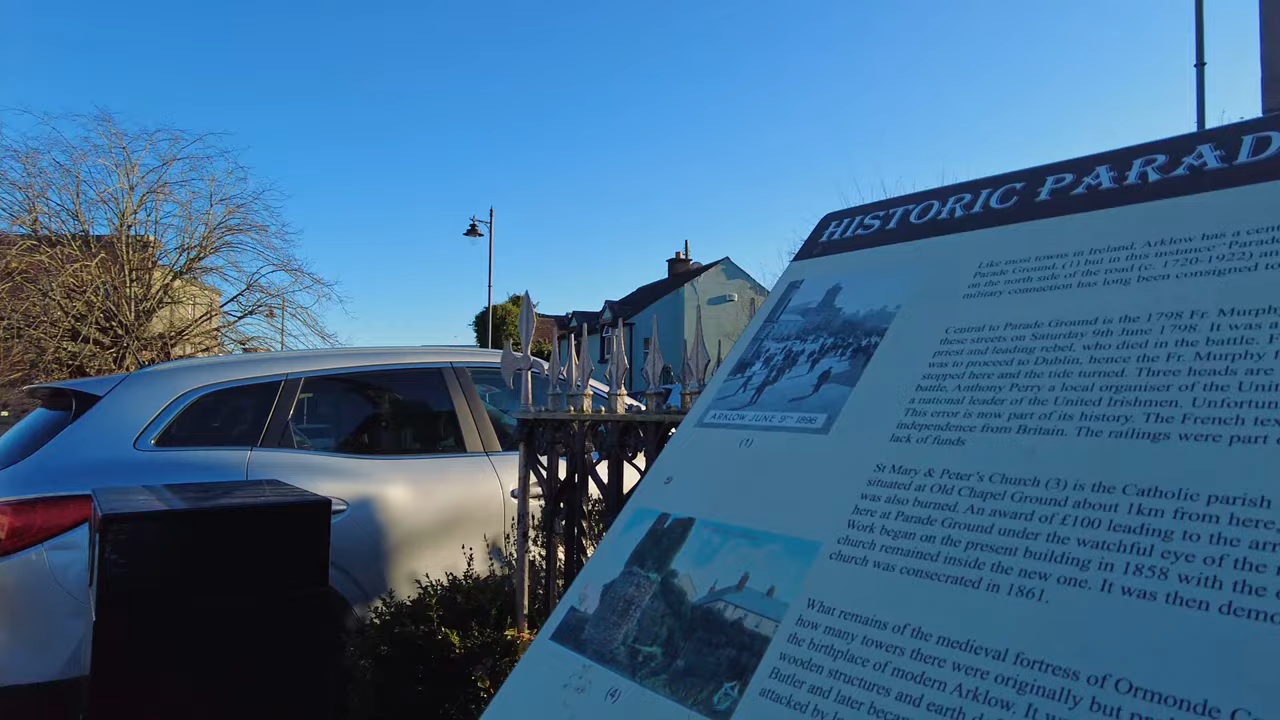 HISTORIC PARAD
Like most towns in Ireland, Arklow has a cent
Parade Ground, (1) but in this instance "Parade
on the north side of the road (c. 1720-1922) an
military connection has long been consigned to
Central to Parade Ground is the 1798 Fr. Murphy
these streets on Saturday 9th June 1798. It was a
priest and leading rebel, who died in the battle. F
was to proceed to Dublin, hence the Fr. Murphy
stopped here and the tide turned. Three heads are
battle, Anthony Perry a local organiser of the Unit
a national leader of the United Irishmen. Unfortun
This error is now part of its history. The French tex
independence from Britain. The railings were part
lack of funds
ARKLOW JUNE 9TH 1898
(1)
St Mary & Peter's Church (3) is the Catholic parish
situated at Old Chapel Ground about 1km from here
was also burned. An award of £100 leading to the arr
here at Parade Ground under the watchful eye of the
Work began on the present building in 1858 with the
church remained inside the new one. It was then demo
church was consecrated in 1861.
What remains of the medieval fortress of Ormonde
how many towers there were originally but
the birthplace of modern Arklow. It
wooden structures and earth
Butler and later becam
attacked by
(4)